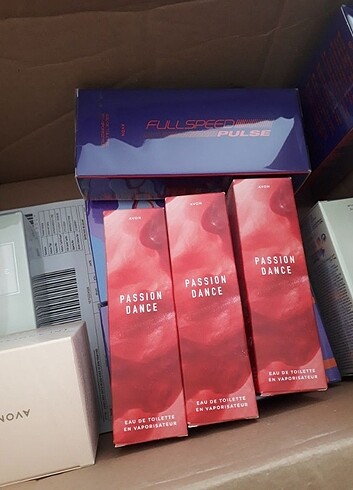 FULLSPEED
PULSE
AVON
PASSION
DANCE
EAU DE TOILETTE
EN VAPORISATEUR
AVON
PASSION
DANCE
EAU DE TOILETTE
EN VAPORISATEUR
AVON
PASSION
DANCE
EAU DE TOILETTE
EN VAPORISATEUR
AVON